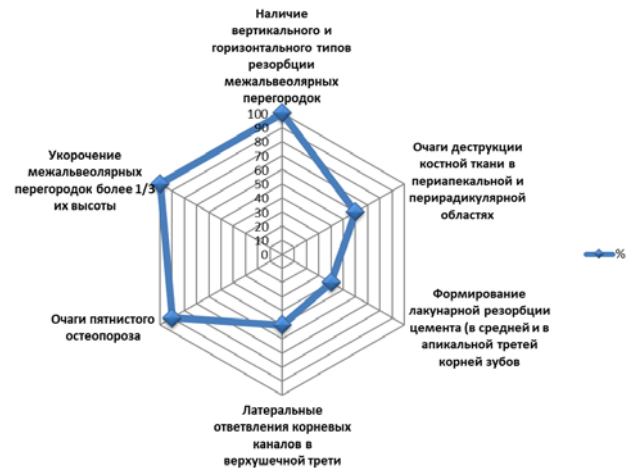 Наличие
вертикального и
горизонтального типов
резорбции
межальвеолярных
перегородок
100
90
80
70
60
50
40
30
20
10
0
Очаги деструкции
костной ткани в
периапекальной и
перирадикулярной
областях
Формирование
лакунарной резорбции
цемента (в средней и в
апикальной третей
корней зубов
Латеральные
ответвления корневых
каналов в
верхушечной трети
Очаги пятнистого
остеопороза
Укорочение
межальвеолярных
перегородок более 1/3
их высоты
%